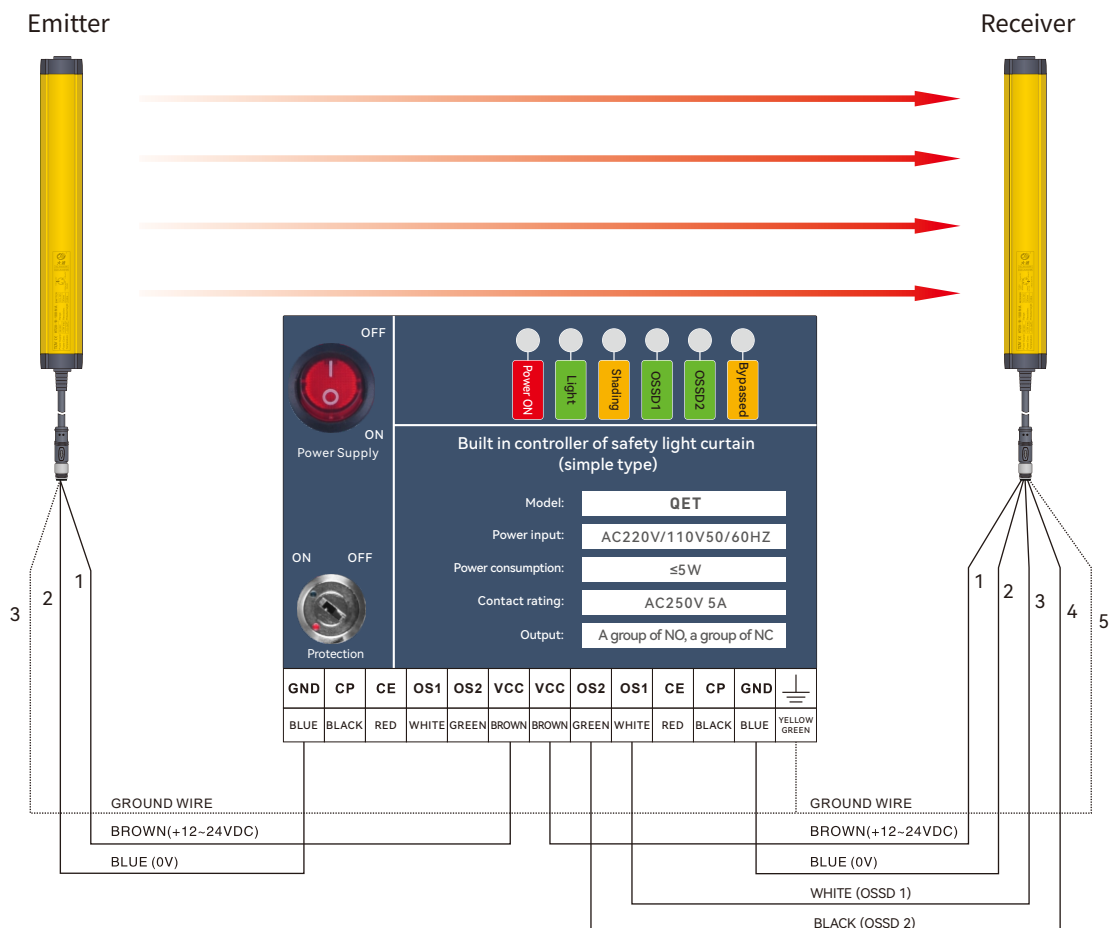 Emitter
Receiver
OFF
ON
Power Supply
Power ON
Light
Shading
OSSD1
OSSD2
Bypassed
Built in controller of safety light curtain
(simple type)
Model: QET
Power input: AC220V/110V50/60HZ
Power consumption: ≤5W
Contact rating: AC250V 5A
Output: A group of NO, a group of NC
ON OFF
Protection
3 2 1
1 2 3 4 5
GND CP CE OS1 OS2 VCC VCC OS2 OS1 CE CP GND
BLUE BLACK RED WHITE GREEN BROWN BROWN GREEN WHITE RED BLACK BLUE YELLOW
GREEN
GROUND WIRE
BROWN(+12~24VDC)
BLUE (0V)
GROUND WIRE
BROWN(+12~24VDC)
BLUE (0V)
WHITE (OSSD 1)
BLACK (OSSD 2)